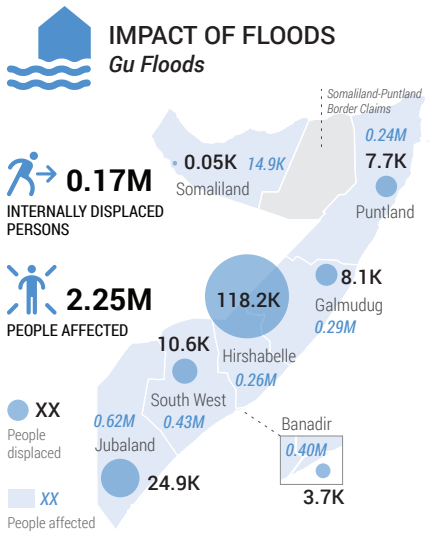 IMPACT OF FLOODS
Gu Floods
Somaliland-Puntland
Border Claims
0.24M
0.05K 14.9K
7.7K
Somaliland
0.17M
Puntland
INTERNALLY DISPLACED
PERSONS
8.1K
2.25M
118.2K
Galmudug
PEOPLE AFFECTED
0.29M
10.6K
Hirshabelle
0.26M
XX
South West
People
displaced
0.62M
0.43M
Banadir
Jubaland
0.40M
24.9K
XX
3.7K
People affected